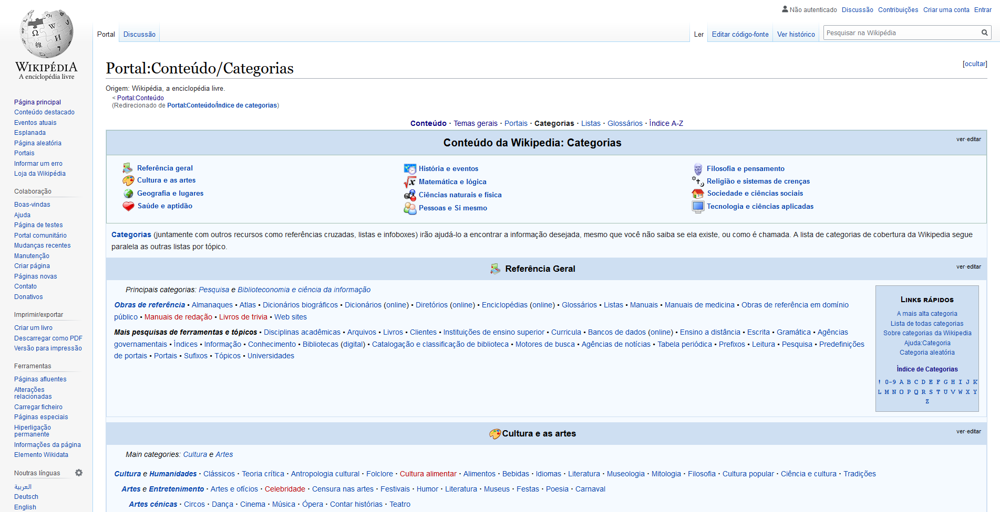 Não autenticado Discussão Contribuições Criar uma conta Entrar
Portal Discussão Ler Editar código-fonte Ver histórico Pesquisar na Wikipédia
WIKIPÉDIA
A enciclopédia livre
Página principal
Conteúdo destacado
Eventos atuais
Esplanada
Página aleatória
Portais
Informar um erro
Loja da Wikipédia
Colaboração
Boas-vindas
Ajuda
Página de testes
Portal comunitário
Mudanças recentes
Manutenção
Criar página
Páginas novas
Contato
Donativos
Imprimir/exportar
Criar um livro
Descarregar como PDF
Versão para impressão
Ferramentas
Páginas afluentes
Alterações
relacionadas
Carregar ficheiro
Páginas especiais
Hiperligação
permanente
Informações da página
Elemento Wikidata
Noutras línguas
العربية
Deutsch
English
Portal:Conteúdo/Categorias
[ocultar]
Origem: Wikipédia, a enciclopédia livre.
< Portal:Conteúdo
(Redirecionado de Portal:Conteúdo/Índice de categorias)
Conteúdo · Temas gerais · Portais · Categorias · Listas · Glossários · Índice A-Z
Conteúdo da Wikipedia: Categorias
ver·editar
Referência geral
Cultura e as artes
Geografia e lugares
Saúde e aptidão
História e eventos
Matemática e lógica
Ciências naturais e física
Pessoas e Si mesmo
Filosofia e pensamento
Religião e sistemas de crenças
Sociedade e ciências sociais
Tecnologia e ciências aplicadas
Categorias (juntamente com outros recursos como referências cruzadas, listas e infoboxes) irão ajudá-lo a encontrar a informação desejada, mesmo que você não saiba se ela existe, ou como é chamada. A lista de categorias de cobertura da Wikipedia segue
paralela as outras listas por tópico.
Referência Geral
ver·editar
Principais categorias: Pesquisa e Biblioteconomia e ciência da informação
Obras de referência • Almanaques • Atlas • Dicionários biográficos • Dicionários (online) • Diretórios (online) • Enciclopédias (online) • Glossários • Listas • Manuais • Manuais de medicina • Obras de referência em domínio
público • Manuais de redação • Livros de trivia • Web sites
Mais pesquisas de ferramentas e tópicos • Disciplinas acadêmicas • Arquivos • Livros • Clientes • Instituições de ensino superior • Curricula • Bancos de dados (online) • Ensino a distância • Escrita • Gramática • Agências
governamentais • Índices • Informação • Conhecimento • Bibliotecas (digital) • Catalogação e classificação de biblioteca • Motores de busca • Agências de notícias • Tabela periódica • Prefixos • Leitura • Pesquisa • Predefinições
de portais • Portais • Sufixos • Tópicos • Universidades
LINKS RÁPIDOS
A mais alta categoria
Lista de todas categorias
Sobre categorias da Wikipedia
Ajuda:Categoria
Categoria aleatória
Índice de Categorias
! 0-9 A B C D E F G H I J K
L M N O P Q R S T U V W X Y
Z
Cultura e as artes
ver·editar
Main categories: Cultura e Artes
Cultura e Humanidades · Clássicos · Teoria crítica · Antropologia cultural · Folclore · Cultura alimentar · Alimentos · Bebidas · Idiomas · Literatura · Museologia · Mitologia · Filosofia · Cultura popular · Ciência e cultura · Tradições
Artes e Entretenimento · Artes e ofícios · Celebridade · Censura nas artes · Festivais · Humor · Literatura · Museus · Festas · Poesia · Carnaval
Artes cénicas · Circos · Dança · Cinema · Música · Ópera · Contar histórias · Teatro